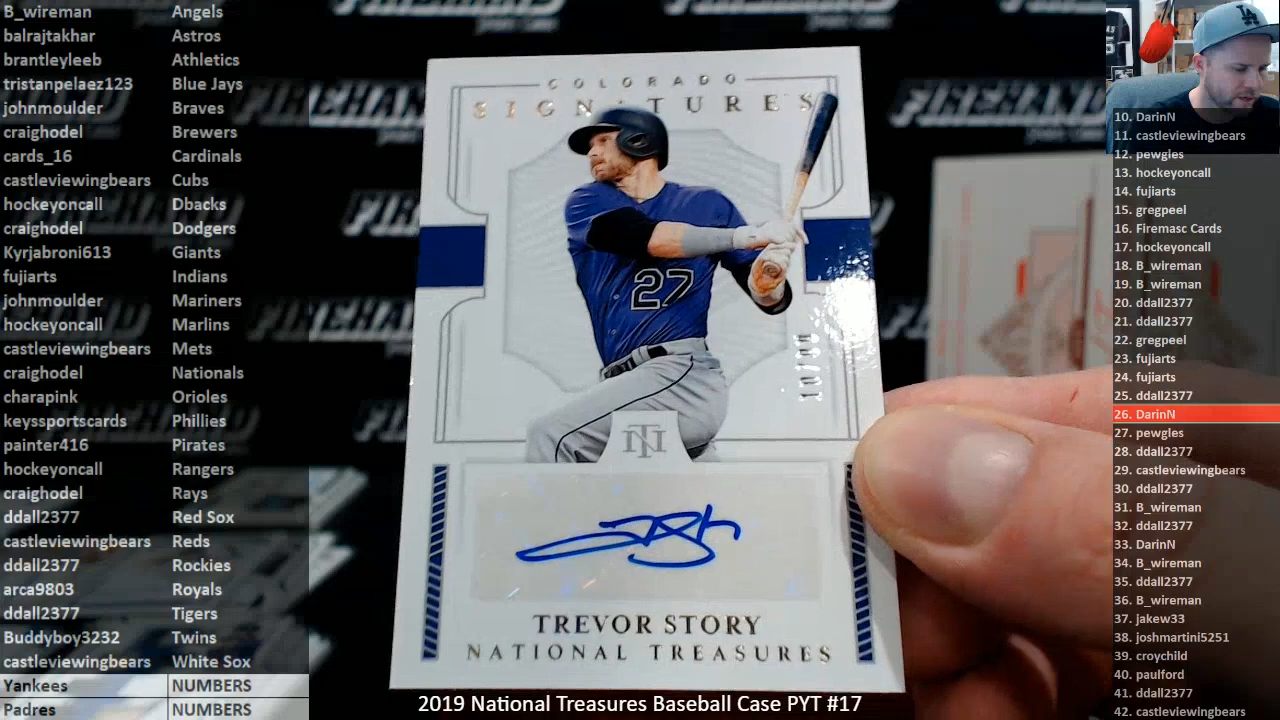 B_wireman Angels
balrajtakhar Astros
brantleyleeb Athletics
tristanpelaez123 Blue Jays
johnmoulder Braves
craighodel Brewers
cards_16 Cardinals
castleviewingbears Cubs
hockeyoncall Dbacks
craighodel Dodgers
Kyrjabroni613 Giants
fujiarts Indians
johnmoulder Mariners
hockeyoncall Marlins
castleviewingbears Mets
craighodel Nationals
charapink Orioles
keyssportscards Phillies
painter416 Pirates
hockeyoncall Rangers
craighodel Rays
ddall2377 Red Sox
castleviewingbears Reds
ddall2377 Rockies
arca9803 Royals
ddall2377 Tigers
Buddyboy3232 Twins
castleviewingbears White Sox
Yankees NUMBERS
Padres NUMBERS
COLORADO
SIGNATURES
27
TREVOR STORY
NATIONAL TREASURES
2019 National Treasures Baseball Case PYT #17
LA
10. DarinN
11. castleviewingbears
12. pewgles
13. hockeyoncall
14. fujiarts
15. gregpeel
16. Firemasc Cards
17. hockeyoncall
18. B_wireman
19. B_wireman
20. ddall2377
21. ddall2377
22. gregpeel
23. fujiarts
24. fujiarts
25. ddall2377
26. DarinN
27. pewgles
28. ddall2377
29. castleviewingbears
30. ddall2377
31. B_wireman
32. ddall2377
33. DarinN
34. B_wireman
35. ddall2377
36. B_wireman
37. jakew33
38. joshmartini5251
39. croychild
40. paulford
41. ddall2377
42. castleviewingbears